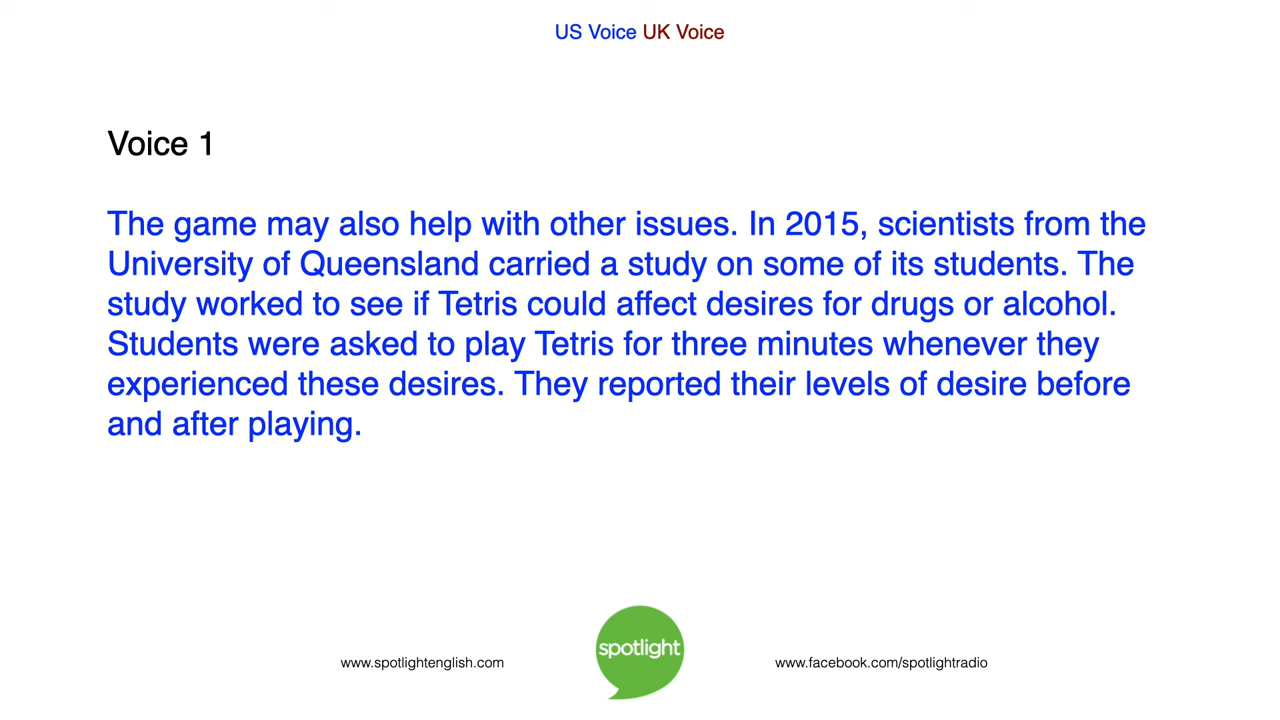 US Voice UK Voice
Voice 1
The game may also help with other issues. In 2015, scientists from the
University of Queensland carried a study on some of its students. The
study worked to see if Tetris could affect desires for drugs or alcohol.
Students were asked to play Tetris for three minutes whenever they
experienced these desires. They reported their levels of desire before
and after playing.
www.spotlightenglish.com
spotlight
www.facebook.com/spotlightradio